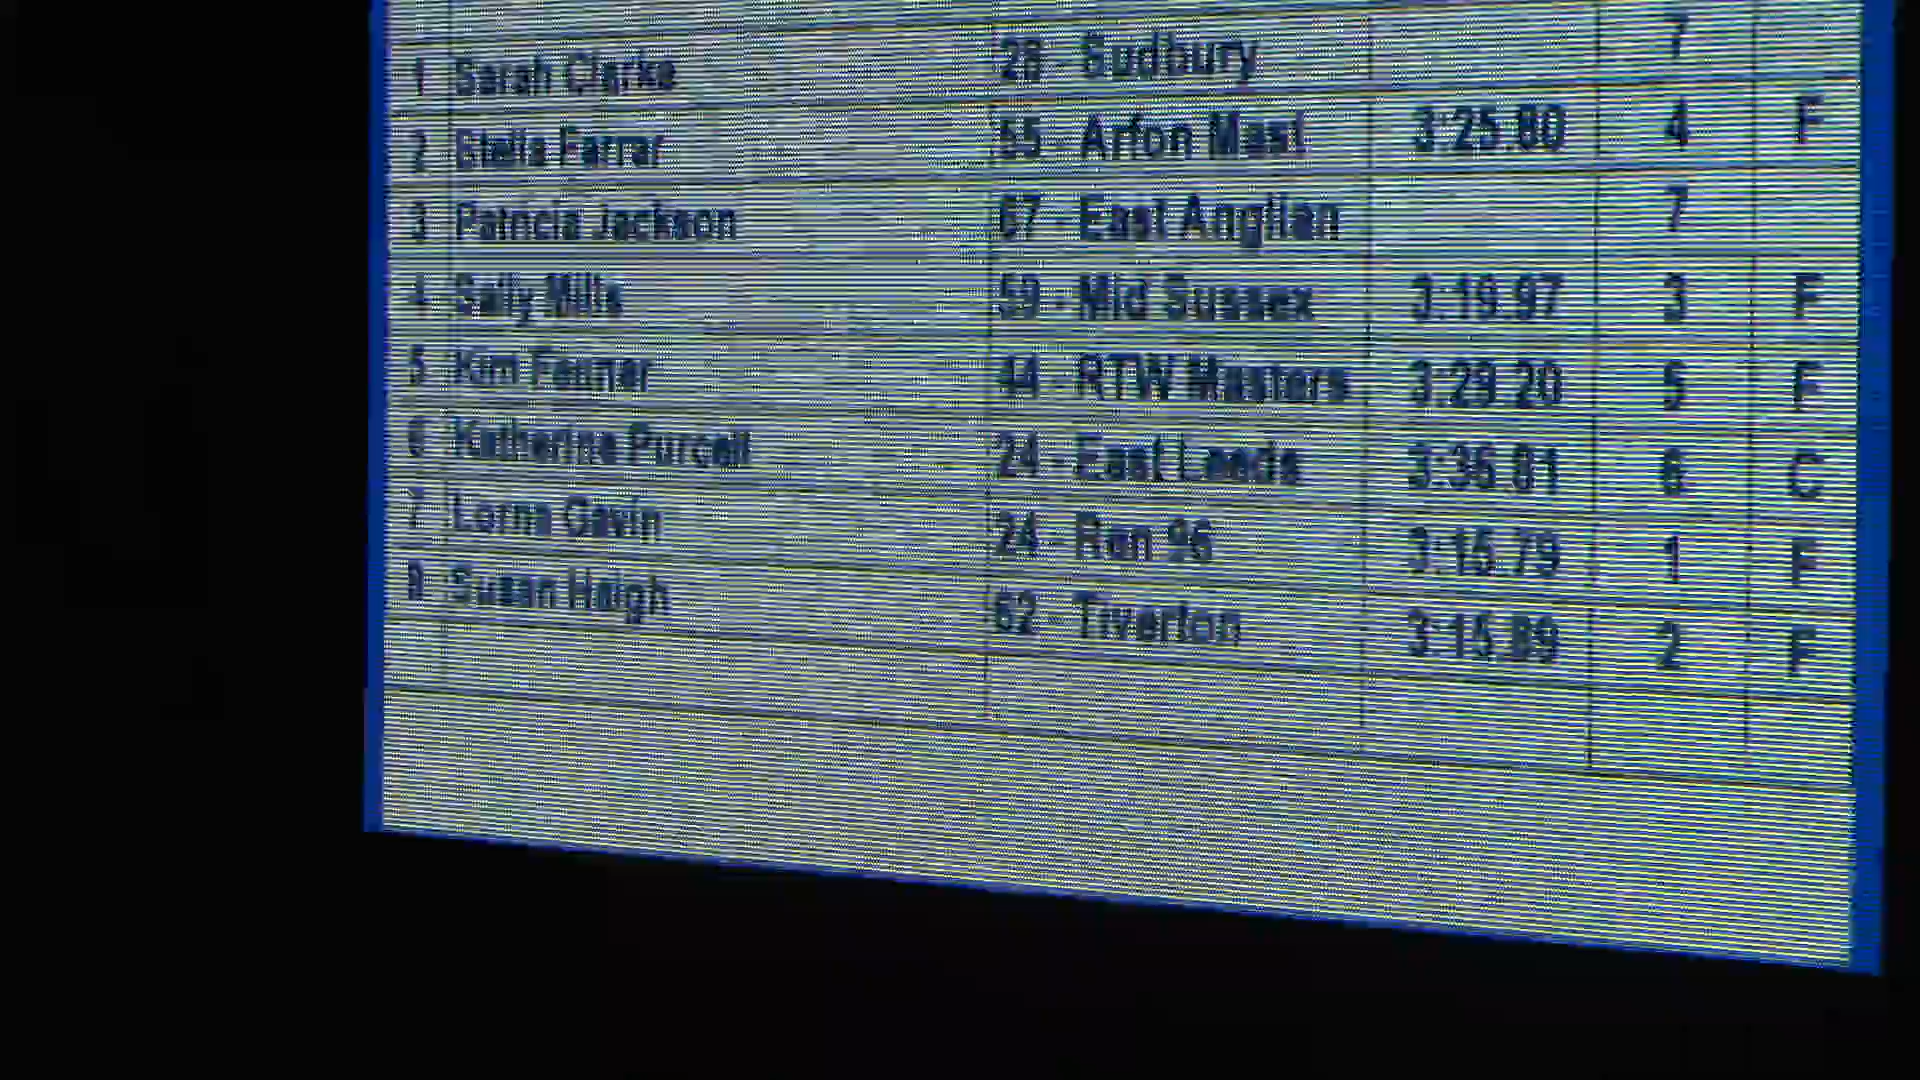 1 Sarah Clarke 28 - Sudbury 7
2 Stella Farrar 55 - Arfon Mast 3:25.80 4 F
3 Patricia Jackson 67 - East Anglian 7
4 Sally Mills 59 - Mid Sussex 3:19.97 3 F
5 Kim Fenner 44 - RTW Masters 3:29.20 5 F
6 Katherine Purcell 24 - East Leeds 3:36.81 6 C
7 Lorna Gavin 24 - Ren 96 3:15.79 1 F
8 Susan Haigh 62 - Tiverton 3:15.89 2 F